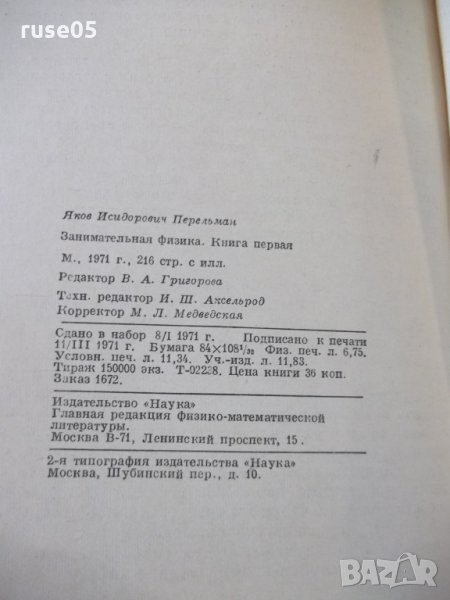 ruse05
Яков Исидорович Перельман
Занимательная физика. Книга первая
М., 1971 г., 216 стр. с илл.
Редактор В. А. Григорова
Техн. редактор И. Ш. Аксельрод
Корректор М. Л. Медведская
Сдано в набор 8/I 1971 г. Подписано к печати
11/III 1971 г. Бумага 84×108¹/₃₂ Физ. печ. л. 6,75.
Условн. печ. л. 11,34. Уч.-изд. л. 11,83.
Тираж 150000 экз. Т-02238. Цена книги 36 коп.
Заказ 1672.
Издательство «Наука»
Главная редакция физико-математической
литературы.
Москва В-71, Ленинский проспект, 15.
2-я типография издательства «Наука»
Москва, Шубинский пер., д. 10.
BAZAR
bg